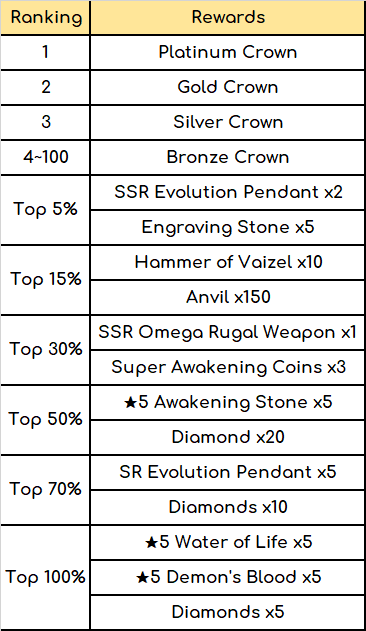 Ranking Rewards
1 Platinum Crown
2 Gold Crown
3 Silver Crown
4~100 Bronze Crown
Top 5%
SSR Evolution Pendant x2
Engraving Stone x5
Top 15%
Hammer of Vaizel x10
Anvil x150
Top 30%
SSR Omega Rugal Weapon x1
Super Awakening Coins x3
Top 50%
★5 Awakening Stone x5
Diamond x20
Top 70%
SR Evolution Pendant x5
Diamonds x10
Top 100%
★5 Water of Life x5
★5 Demon's Blood x5
Diamonds x5